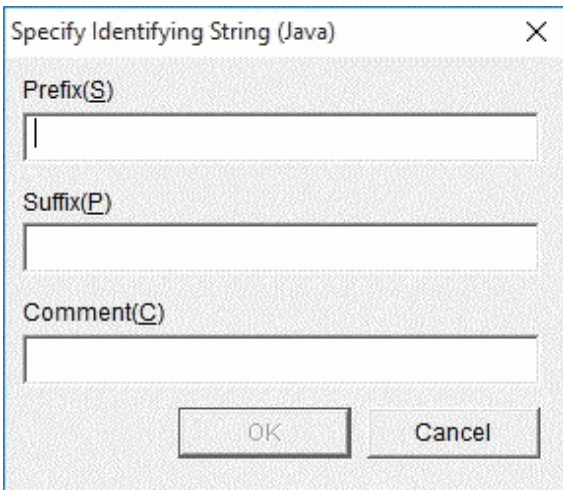 Specify Identifying String (Java)
Prefix(S)
Suffix(P)
Comment(C)
OK
Cancel